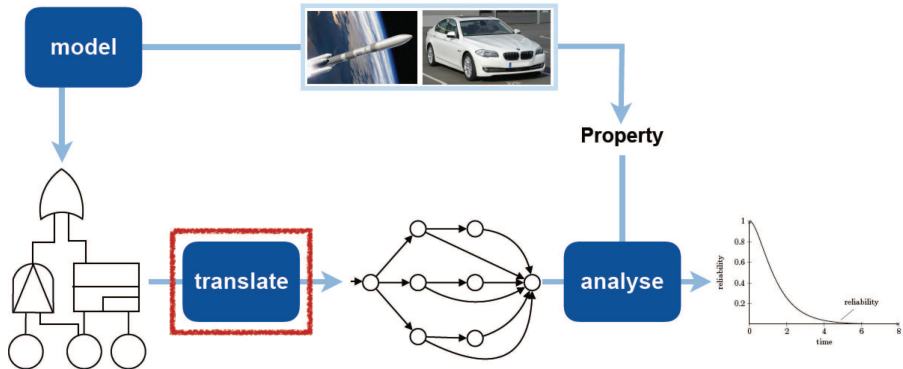 model
Property
translate
analyse
1
0.8
0.6
0.4
0.2
reliability
reliability
0
2
4
6
8
time